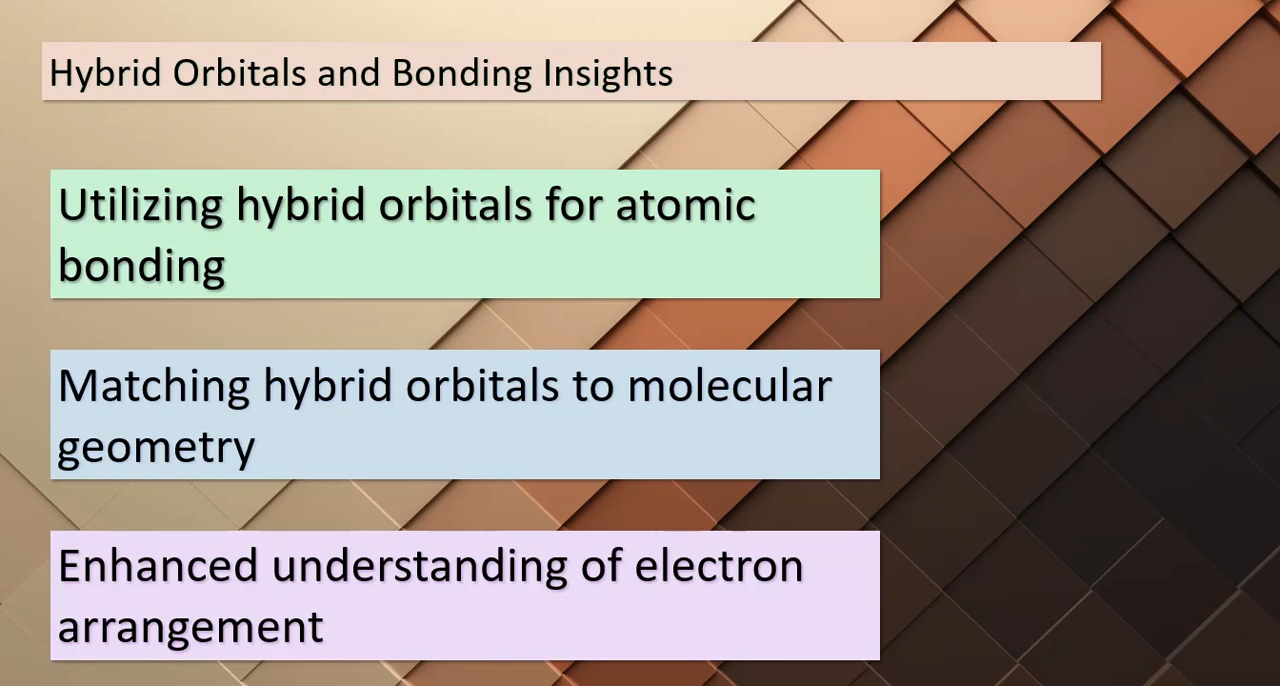 Hybrid Orbitals and Bonding Insights
Utilizing hybrid orbitals for atomic
bonding
Matching hybrid orbitals to molecular
geometry
Enhanced understanding of electron
arrangement